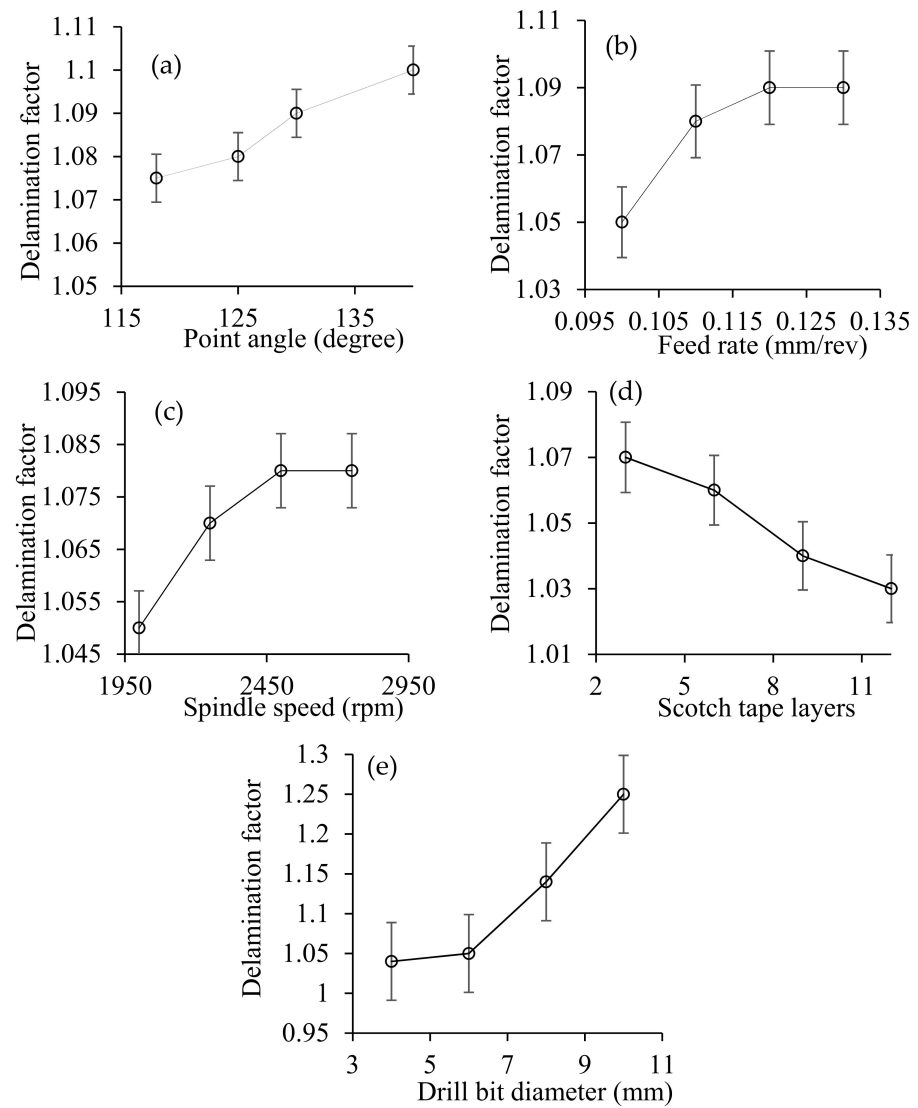 (a)
Delamination factor
1.11
1.1
1.09
1.08
1.07
1.06
1.05
115 125 135
Point angle (degree)
(b)
Delamination factor
1.11
1.09
1.07
1.05
1.03
0.095 0.105 0.115 0.125 0.135
Feed rate (mm/rev)
(c)
Delamination factor
1.095
1.085
1.075
1.065
1.055
1.045
1950 2450 2950
Spindle speed (rpm)
(d)
Delamination factor
1.09
1.07
1.05
1.03
1.01
2 5 8 11
Scotch tape layers
(e)
Delamination factor
1.3
1.25
1.2
1.15
1.1
1.05
1
0.95
3 5 7 9 11
Drill bit diameter (mm)